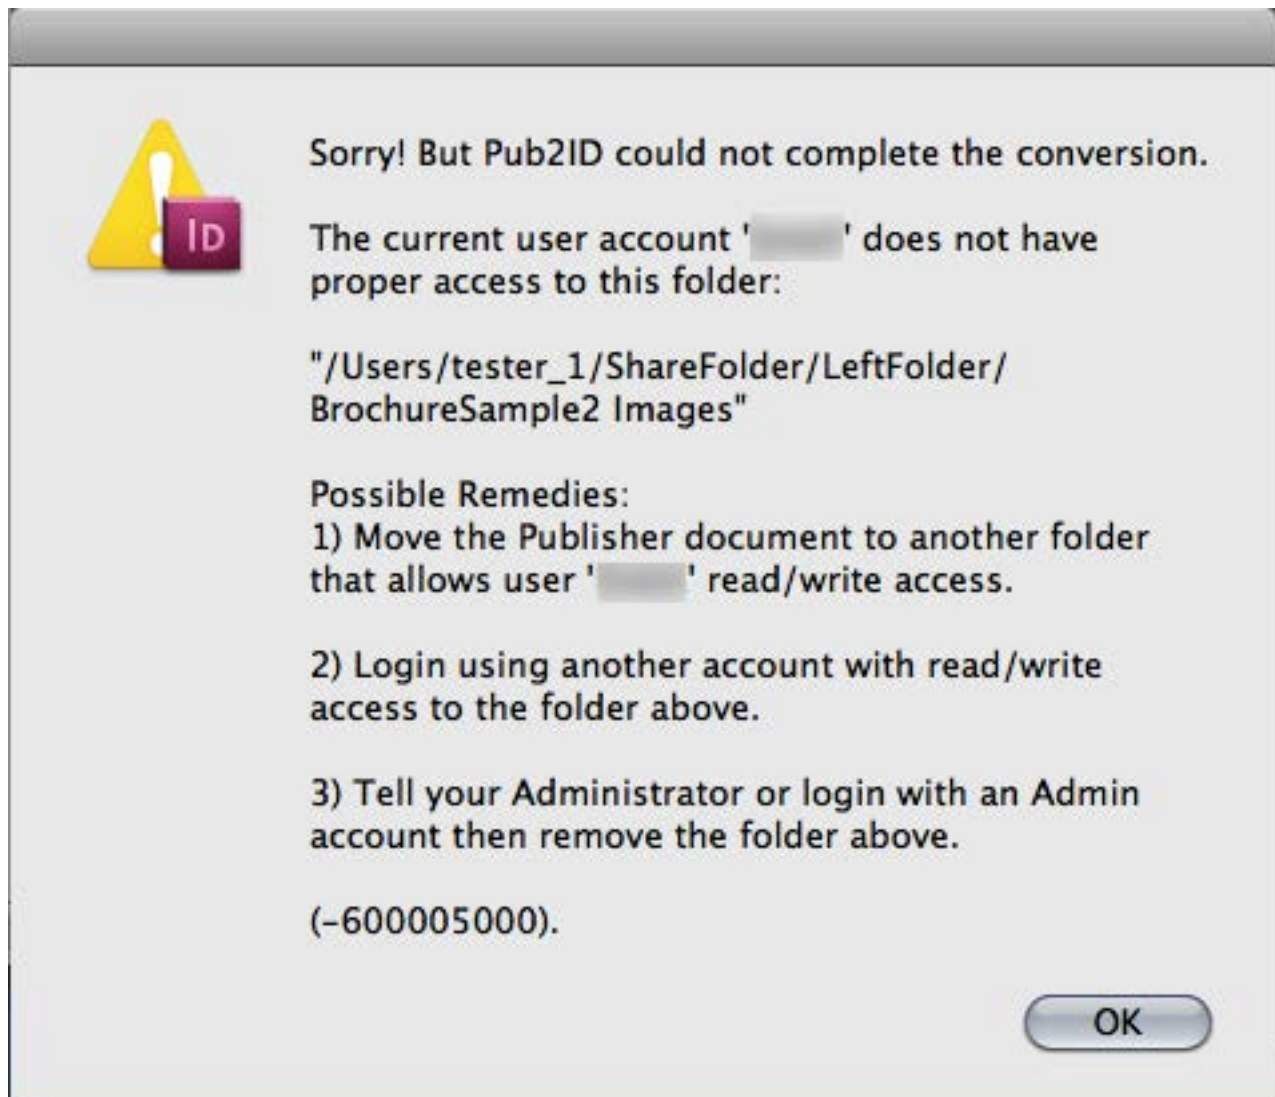 Sorry! But Pub2ID could not complete the conversion.
The current user account ' ' does not have
proper access to this folder:
"/Users/tester_1/ShareFolder/LeftFolder/
BrochureSample2 Images"
Possible Remedies:
1) Move the Publisher document to another folder
that allows user ' ' read/write access.
2) Login using another account with read/write
access to the folder above.
3) Tell your Administrator or login with an Admin
account then remove the folder above.
(-600005000).
ID
OK